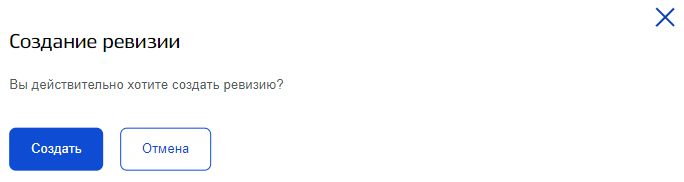 Создание ревизии
Вы действительно хотите создать ревизию?
Создать
Отмена